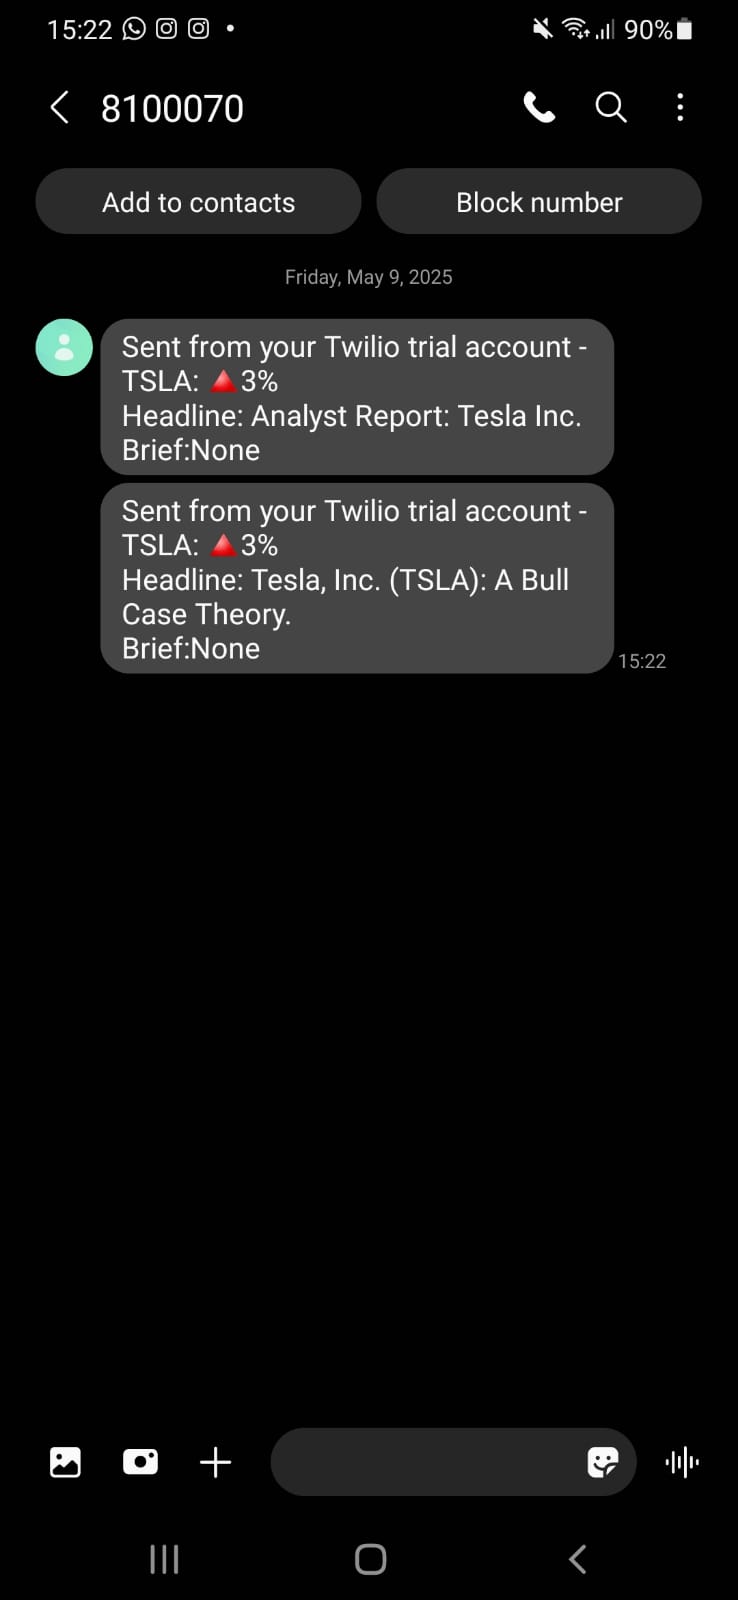 15:22 90%
8100070
Add to contacts Block number
Friday, May 9, 2025
Sent from your Twilio trial account -
TSLA: 🔺3%
Headline: Analyst Report: Tesla Inc.
Brief:None
Sent from your Twilio trial account -
TSLA: 🔺3%
Headline: Tesla, Inc. (TSLA): A Bull
Case Theory.
Brief:None
15:22